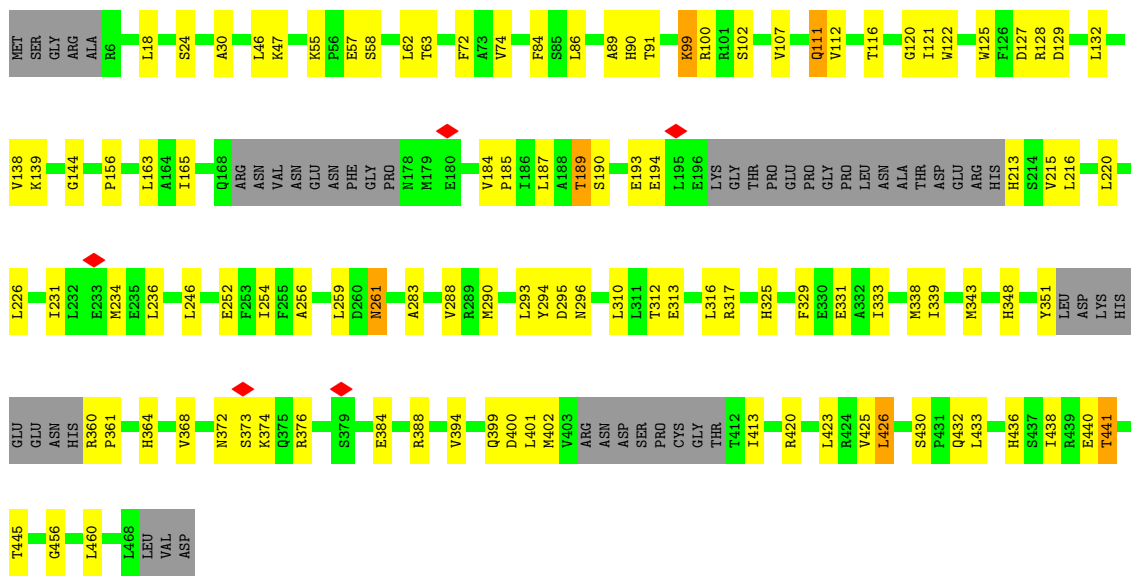 MET SER GLY ARG ALA R6 L18 S24 A30 L46 K47 K55 P56 E57 S58 L62 T63 F72 A73 V74 F84 S85 L86 A89 H90 T91 K99 R100 R101 S102 V107 Q111 V112 T116 G120 I121 W122 W125 F126 D127 R128 D129 L132
V138 K139 G144 P156 L163 A164 I165 Q168 ARG ASN VAL ASN GLU ASN PHE GLY PRO N178 M179 E180 V184 P185 I186 L187 A188 T189 S190 E193 E194 L195 E196 LYS GLY THR PRO GLU PRO GLY PRO LEU ASN ALA THR ASP GLU ARG HIS H213 S214 V215 L216 L220
L226 I231 L232 E233 M234 E235 L236 L246 E252 F253 I254 F255 A256 L259 D260 N261 A283 V288 R289 M290 L293 Y294 D295 N296 L310 L311 T312 E313 L316 R317 H325 F329 E330 E331 A332 I333 M338 I339 M343 H348 Y351 LEU ASP LYS HIS
GLU GLU ASN HIS R360 P361 H364 V368 N372 S373 K374 Q375 R376 S379 E384 R388 V394 Q399 D400 L401 M402 V403 ARG ASN ASP SER PRO CYS GLY THR T412 I413 R420 L423 R424 V425 L426 S430 P431 Q432 L433 H436 S437 I438 R439 E440 T441
T445 G456 L460 L468 LEU VAL ASP